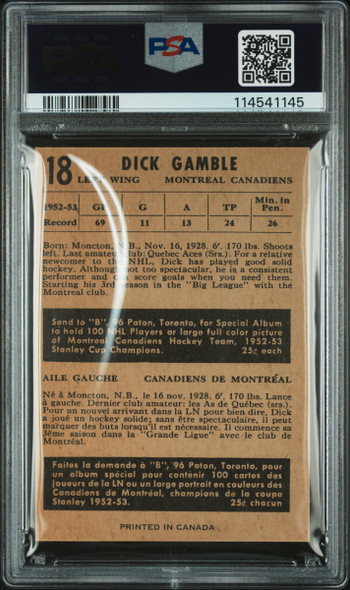 PSA
114541145
18 DICK GAMBLE
LEFT WING MONTREAL CANADIENS
1952-53 GP G A TP Min. in Pen.
Record 69 11 13 24 26
Born: Moncton, N.B., Nov. 16, 1928. 6'. 170 lbs. Shoots
left. Last amateur club: Quebec Aces (Srs.). For a relative
newcomer to the NHL, Dick has played good solid
hockey. Although not too spectacular, he is a consistent
performer and can score goals when you need them.
Starting his 3rd season in the "Big League" with the
Montreal club.
Send to "B", 96 Paton, Toronto, for Special Album
to hold 100 NHL Players or large full color picture
of Montreal Canadiens Hockey Team, 1952-53
Stanley Cup Champions. 25¢ each
AILE GAUCHE CANADIENS DE MONTRÉAL
Né à Moncton, N.B., le 16 nov. 1928. 6'. 170 lbs. Lance
à gauche. Dernier club amateur: les As de Québec (srs.).
Pour un nouvel arrivant dans la LN pour bien dire, Dick
a joué un hockey solide; sans être spectaculaire, il peut
marquer des buts lorsqu'il est nécessaire. Il commence sa
3ème saison dans la "Grande Ligue" avec le club de
Montréal.
Faites la demande à "B", 96 Paton, Toronto, pour
un album spécial pour contenir 100 cartes des
joueurs de la LN ou un large portrait en couleurs des
Canadiens de Montréal, champions de la coupe
Stanley 1952-53. 25¢ chacun
PRINTED IN CANADA